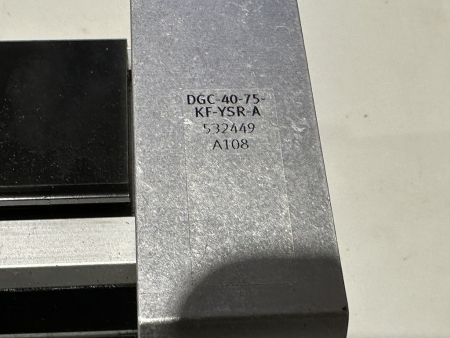 DGC-40-75-
KF-YSR-A
532449
A108